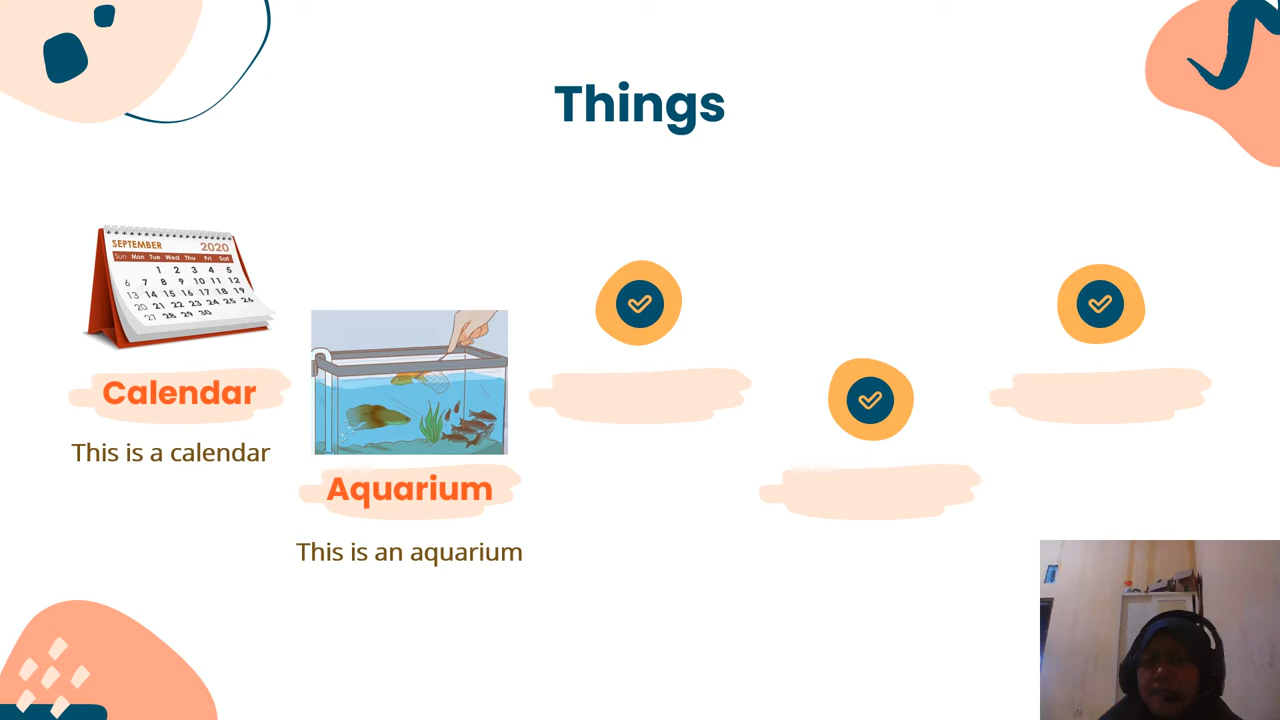 Things
SEPTEMBER 2020
Sun Mon Tue Wed Thu Fri Sat
1 2 3 4 5
6 7 8 9 10 11 12
13 14 15 16 17 18 19
20 21 22 23 24 25 26
27 28 29 30
Calendar
This is a calendar
Aquarium
This is an aquarium